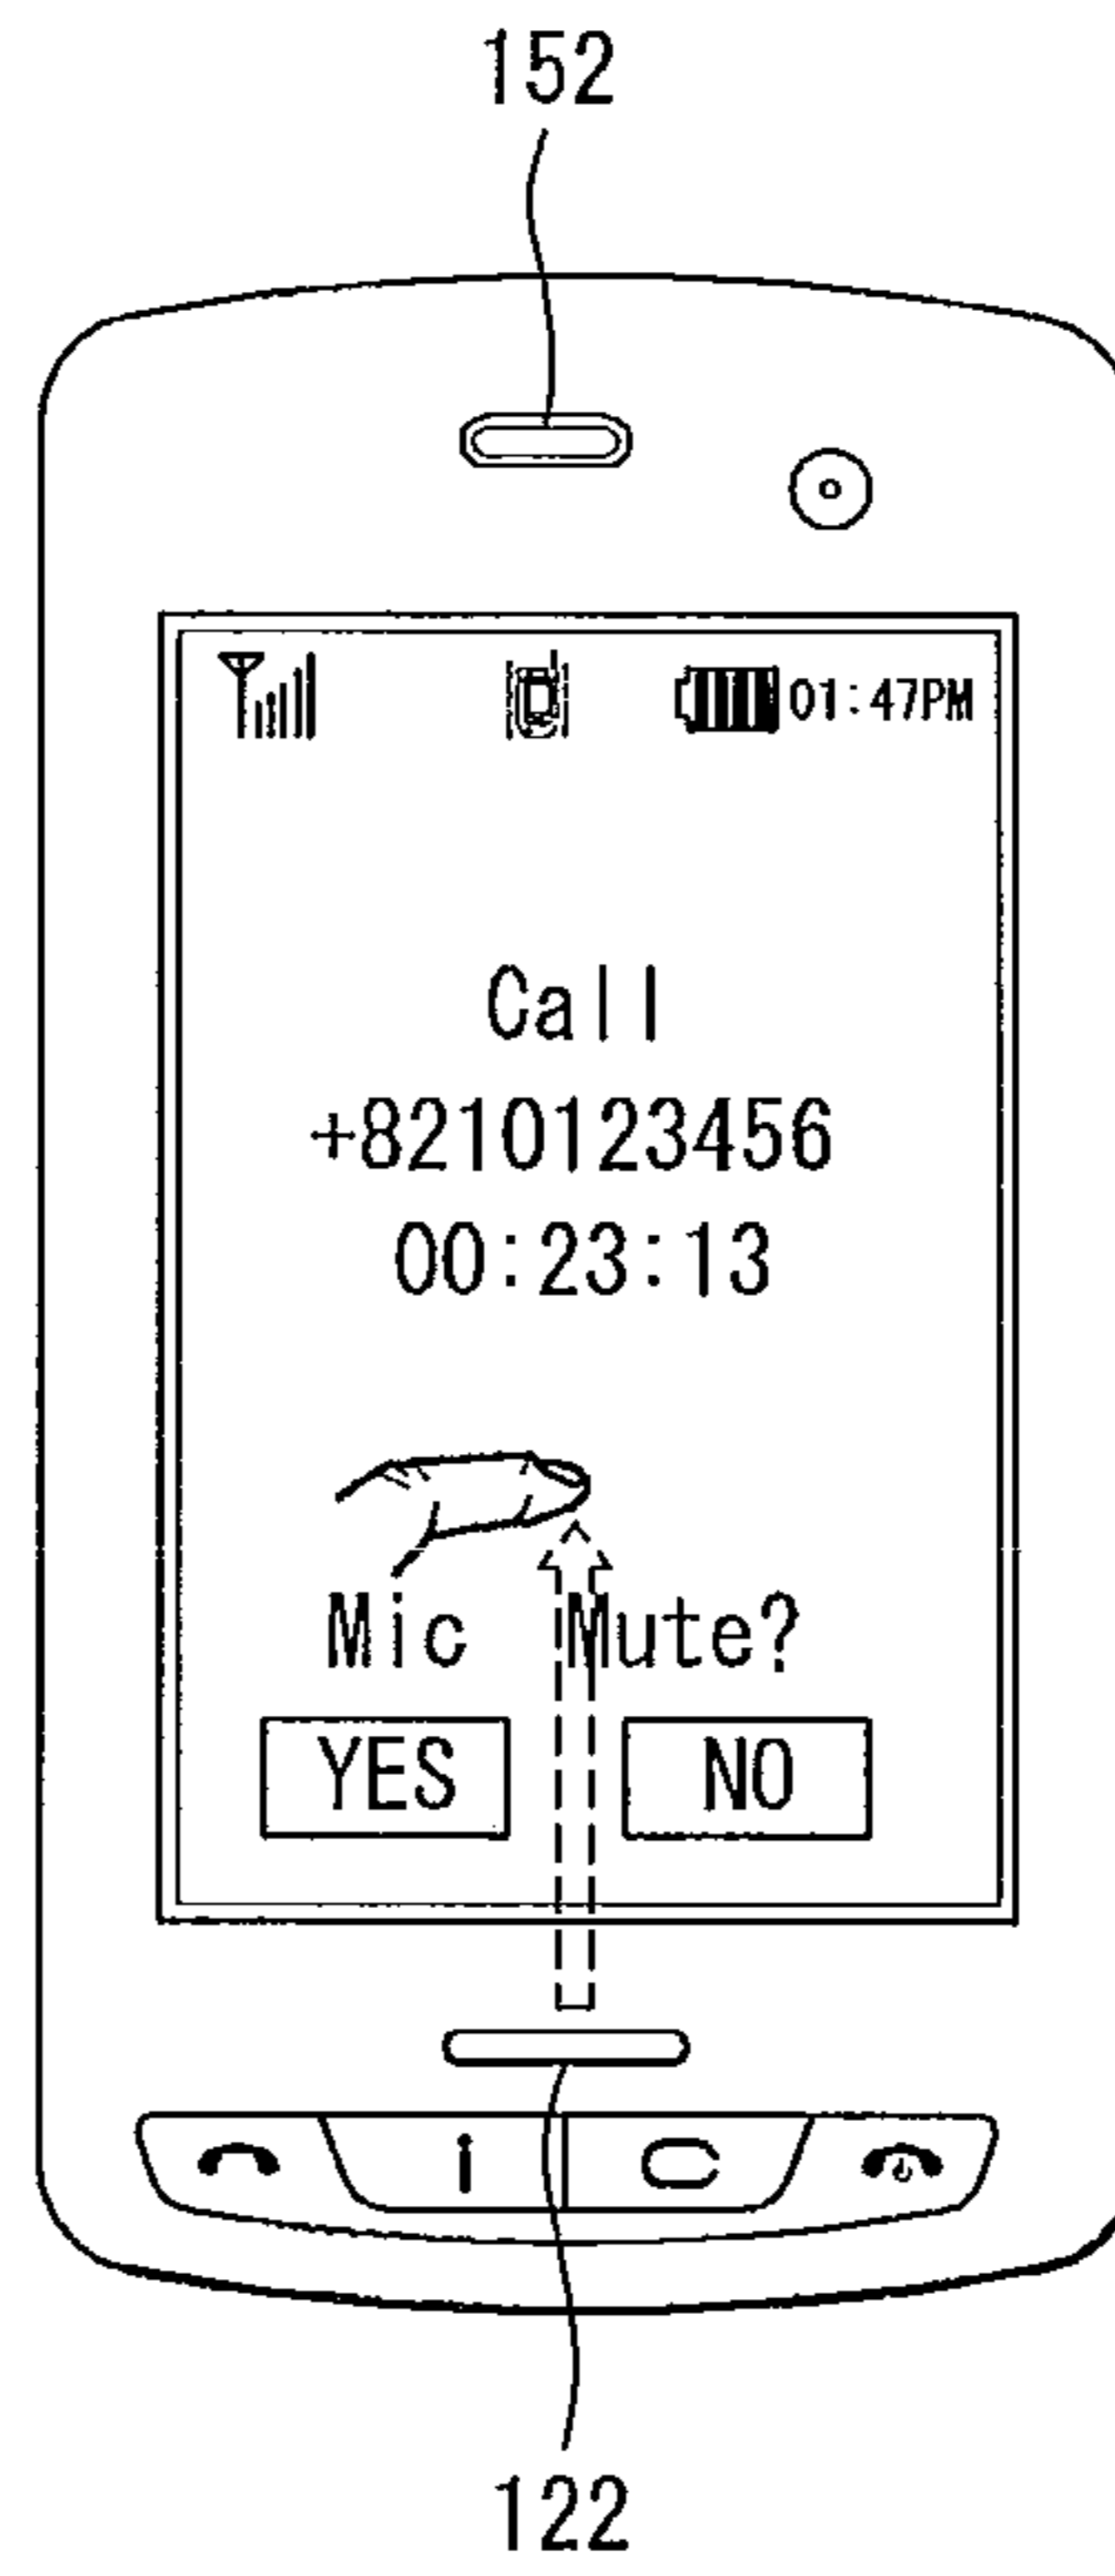 152
01:47PM
Call
+8210123456
00:23:13
Mic Mute?
YES NO
i C
122